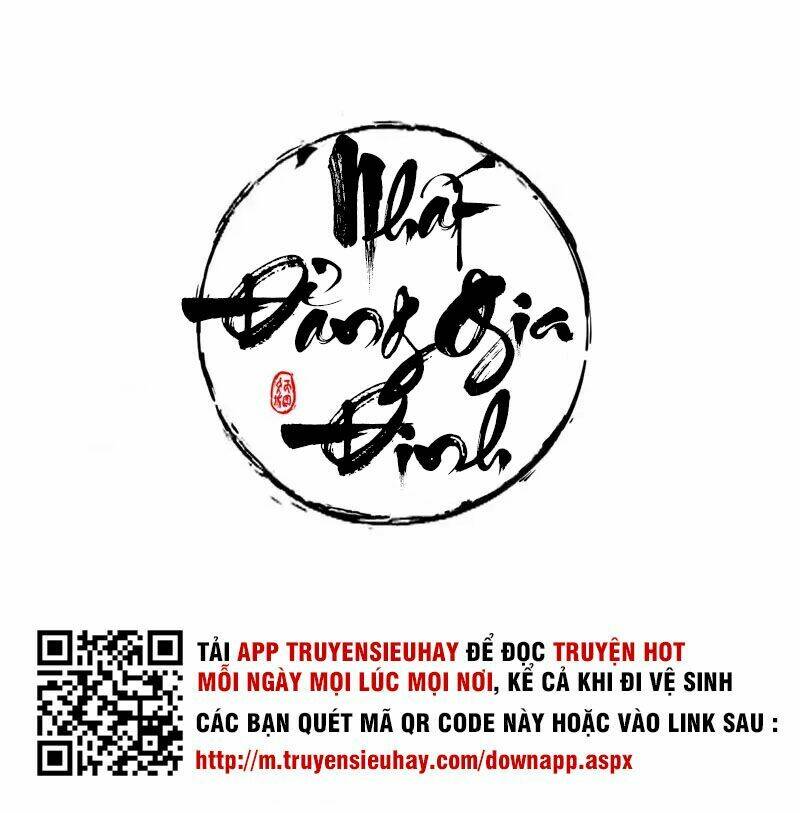 Nhất
Đẳng Gia
Đinh
TẢI APP TRUYENSIEUHAY ĐỂ ĐỌC TRUYỆN HOT
MỖI NGÀY MỌI LÚC MỌI NƠI, KỂ CẢ KHI ĐI VỆ SINH
CÁC BẠN QUÉT MÃ QR CODE NÀY HOẶC VÀO LINK SAU :
http://m.truyensieuhay.com/downapp.aspx